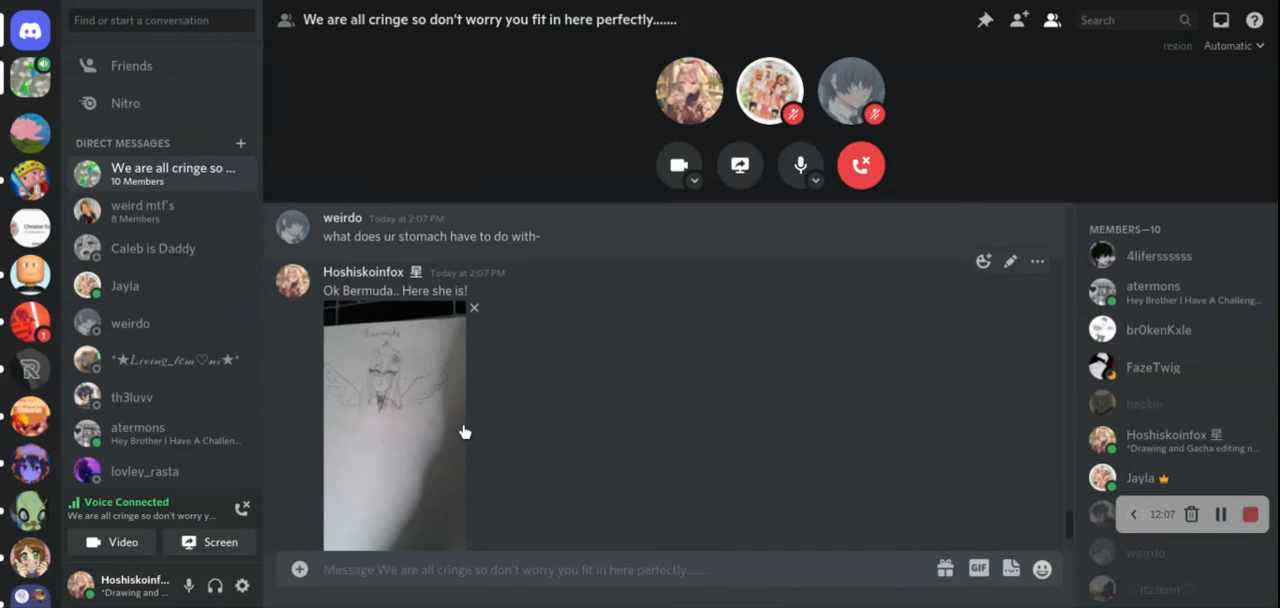 Find or start a conversation
Friends
Nitro
DIRECT MESSAGES
We are all cringe so ...
10 Members
weird mtf's
8 Members
Caleb is Daddy
Jayla
weirdo
th3luvv
atermons
Hey Brother I Have A Challen...
lovley_rasta
Voice Connected
We are all cringe so don't worry y...
Video
Screen
Hoshiskoinf...
*Drawing and ...
1
We are all cringe so don't worry you fit in here perfectly.......
Search
region
Automatic
weirdo Today at 2:07 PM
what does ur stomach have to do with-
Hoshiskoinfox 星 Today at 2:07 PM
Ok Bermuda.. Here she is!
Bermuda
Message We are all cringe so don't worry you fit in here perfectly.......
GIF
MEMBERS—10
4liferssssss
atermons
Hey Brother I Have A Challeng...
br0kenKxle
FazeTwig
hecker
Hoshiskoinfox 星
*Drawing and Gacha editing n...
Jayla
12:07
weirdo
♡ItzJenn♡